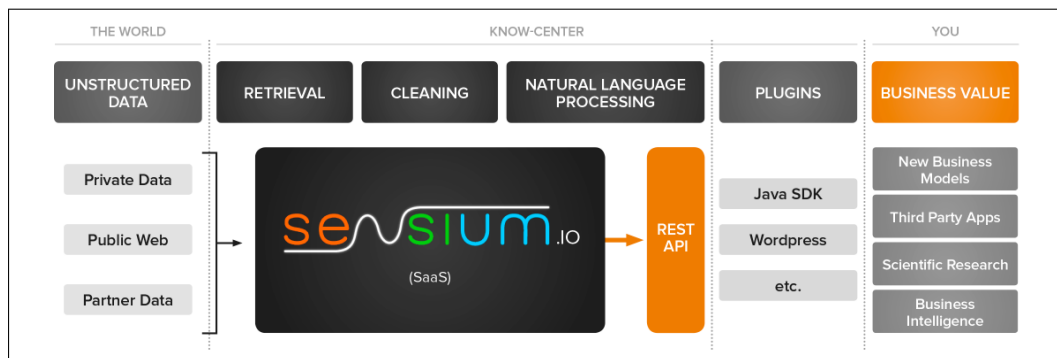 THE WORLD
KNOW-CENTER
YOU
UNSTRUCTURED
DATA
RETRIEVAL
CLEANING
NATURAL LANGUAGE
PROCESSING
PLUGINS
BUSINESS VALUE
Private Data
Public Web
Partner Data
sensium.IO
(SaaS)
REST
API
Java SDK
Wordpress
etc.
New Business
Models
Third Party Apps
Scientific Research
Business
Intelligence